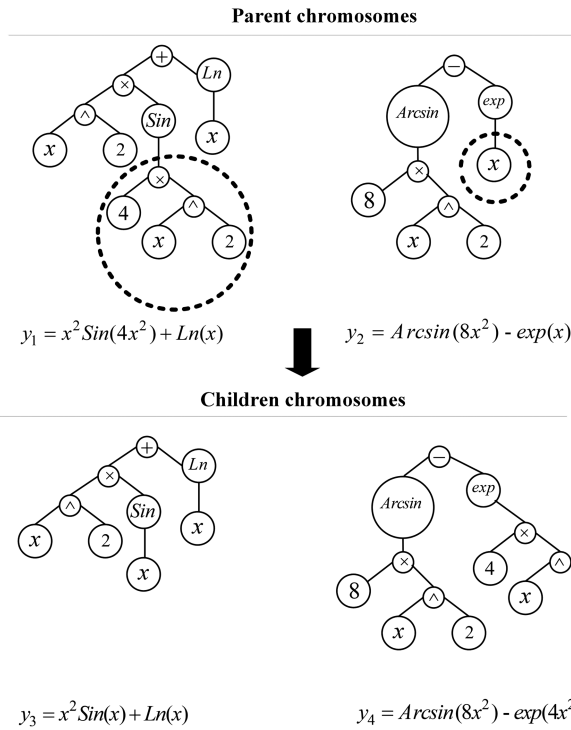 Parent chromosomes
+
Ln
×
^
Sin
x
2
x
×
4
^
x
2
−
Arcsin
exp
x
×
8
^
x
2
y₁ = x² Sin(4x²) + Ln(x)
y₂ = Arcsin(8x²) - exp(x)
Children chromosomes
+
Ln
×
^
Sin
x
2
x
x
−
Arcsin
exp
×
×
^
4
8
x
^
x
2
y₃ = x² Sin(x) + Ln(x)
y₄ = Arcsin(8x²) - exp(4x²